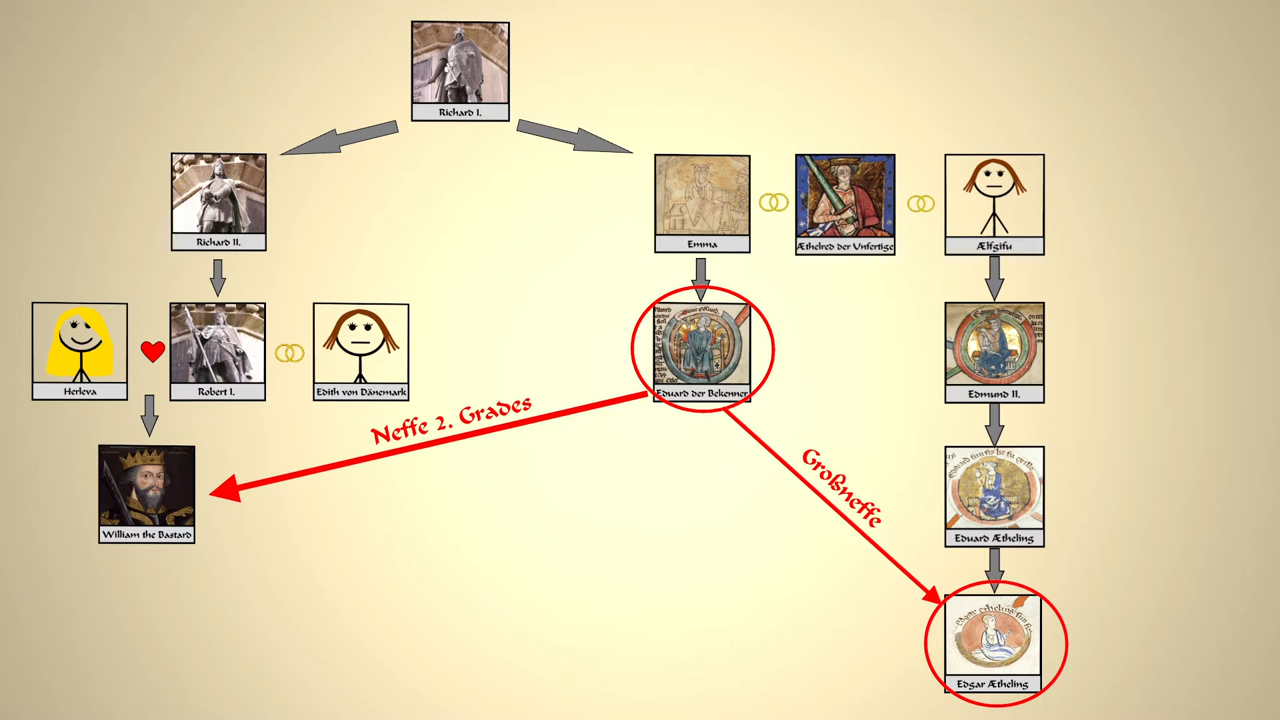 Richard I.
Richard II.
Emma
Æthelred der Unfertige
Ælfgifu
Herleva
Robert I.
Edith von Dänemark
Eduard der Bekenner
Edmund II.
Neffe 2. Grades
Großneffe
William the Bastard
Eduard Ætheling
Edgar Ætheling